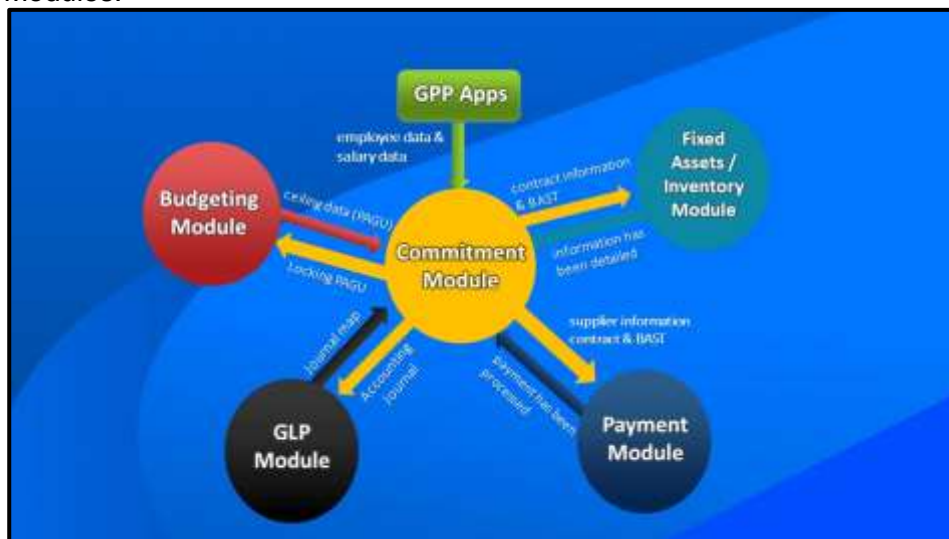 modules.
GPP Apps
employee data &
salary data
Fixed
Assets /
Inventory
Module
contract information
& BAST
Budgeting
Module
ceiling data (PAGU)
Commitment
Module
information has
been detailed
Locking PAGU
supplier information
contract & BAST
Journal map
Accounting
journal
payment has been
processed
GLP
Module
Payment
Module